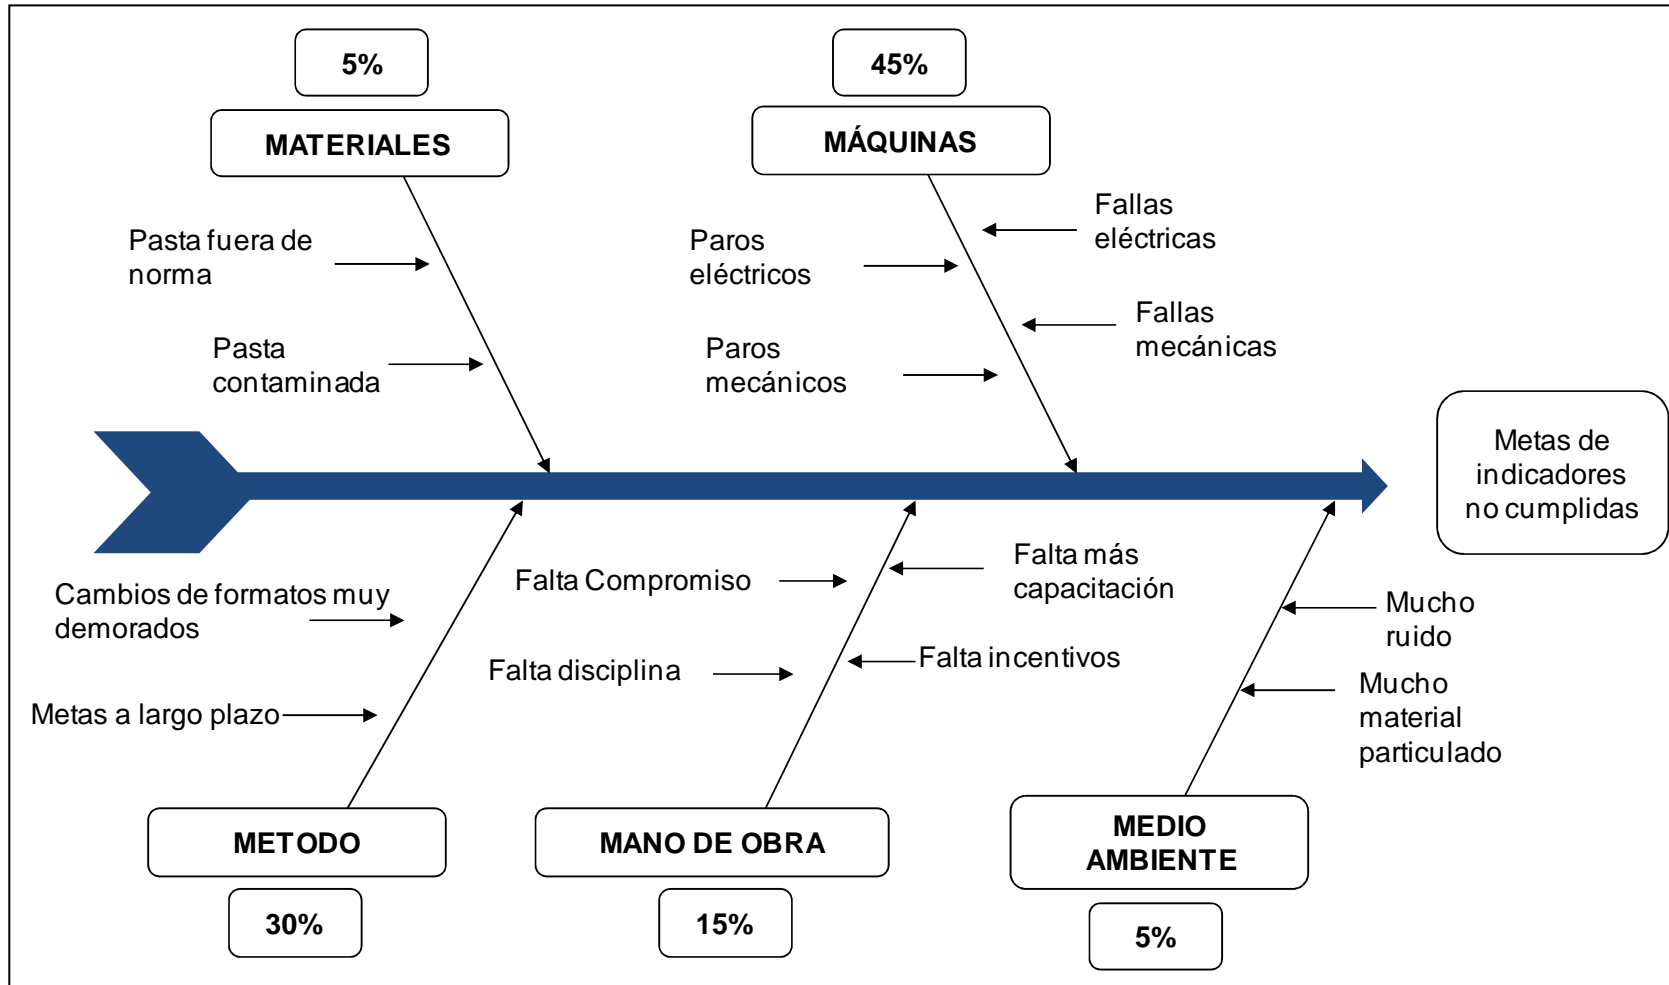 5%
MATERIALES
45%
MÁQUINAS
Pasta fuera de
norma
Pasta
contaminada
Paros
eléctricos
Paros
mecánicos
Fallas
eléctricas
Fallas
mecánicas
Metas de
indicadores
no cumplidas
Cambios de formatos muy
demorados
Metas a largo plazo
METODO
30%
Falta Compromiso
Falta disciplina
Falta más
capacitación
Falta incentivos
MANO DE OBRA
15%
Mucho
ruido
Mucho
material
particulado
MEDIO
AMBIENTE
5%